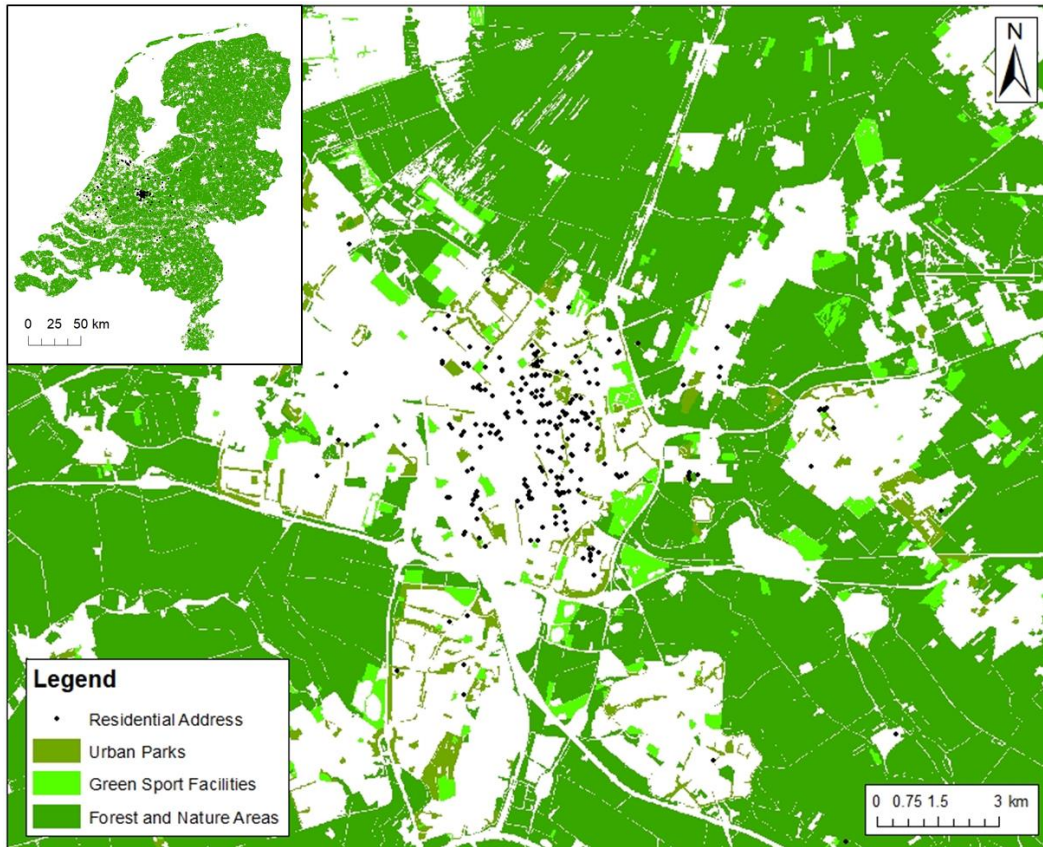 N
0 25 50 km
Legend
Residential Address
Urban Parks
Green Sport Facilities
Forest and Nature Areas
0 0.75 1.5 3 km